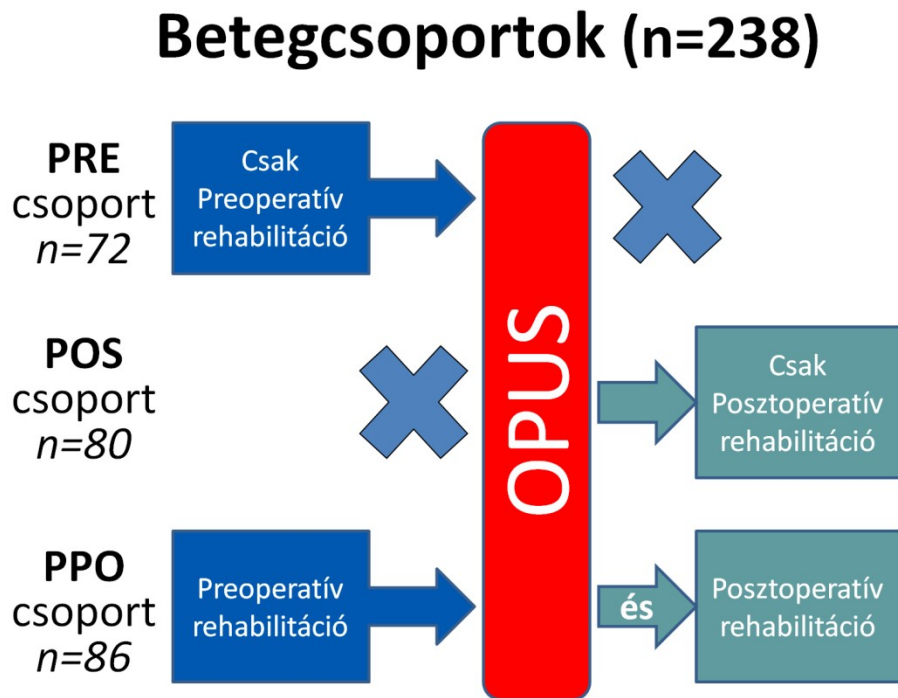 Betegcsoportok (n=238)
PRE
csoport
n=72
Csak
Preoperatív
rehabilitáció
OPUS
POS
csoport
n=80
Csak
Posztoperatív
rehabilitáció
PPO
csoport
n=86
Preoperatív
rehabilitáció
és
Posztoperatív
rehabilitáció